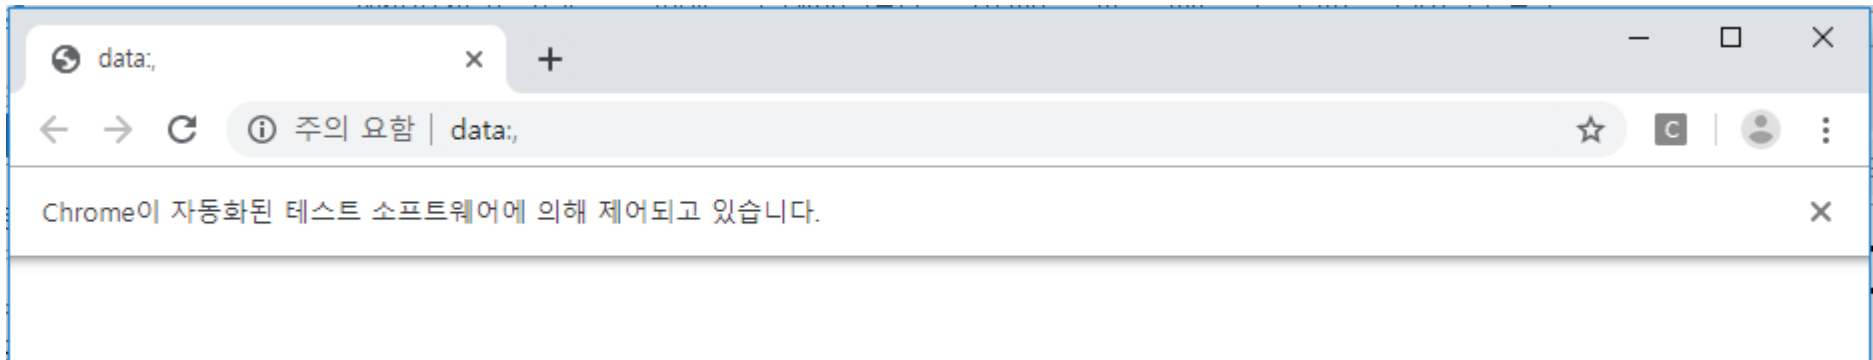 data:,
주의 요함 | data:,
C
Chrome이 자동화된 테스트 소프트웨어에 의해 제어되고 있습니다.